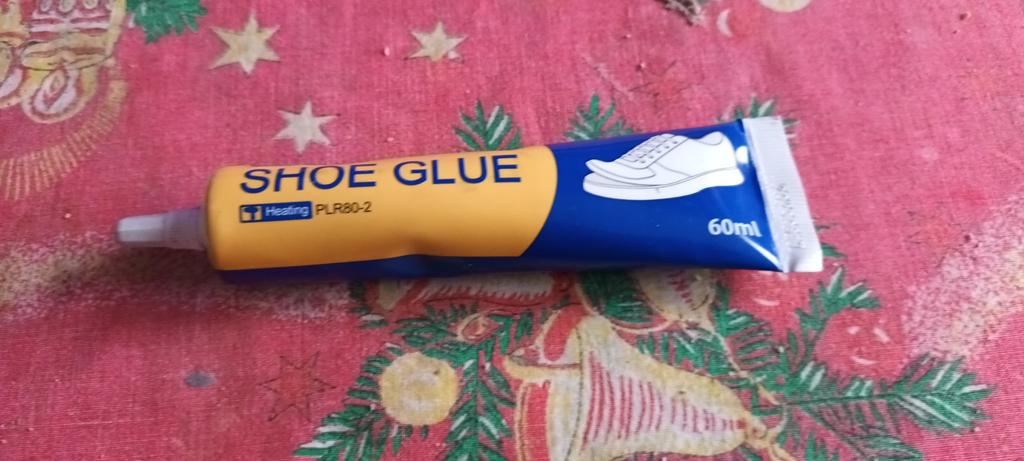 SHOE GLUE
Heating PLR80-2
60ml